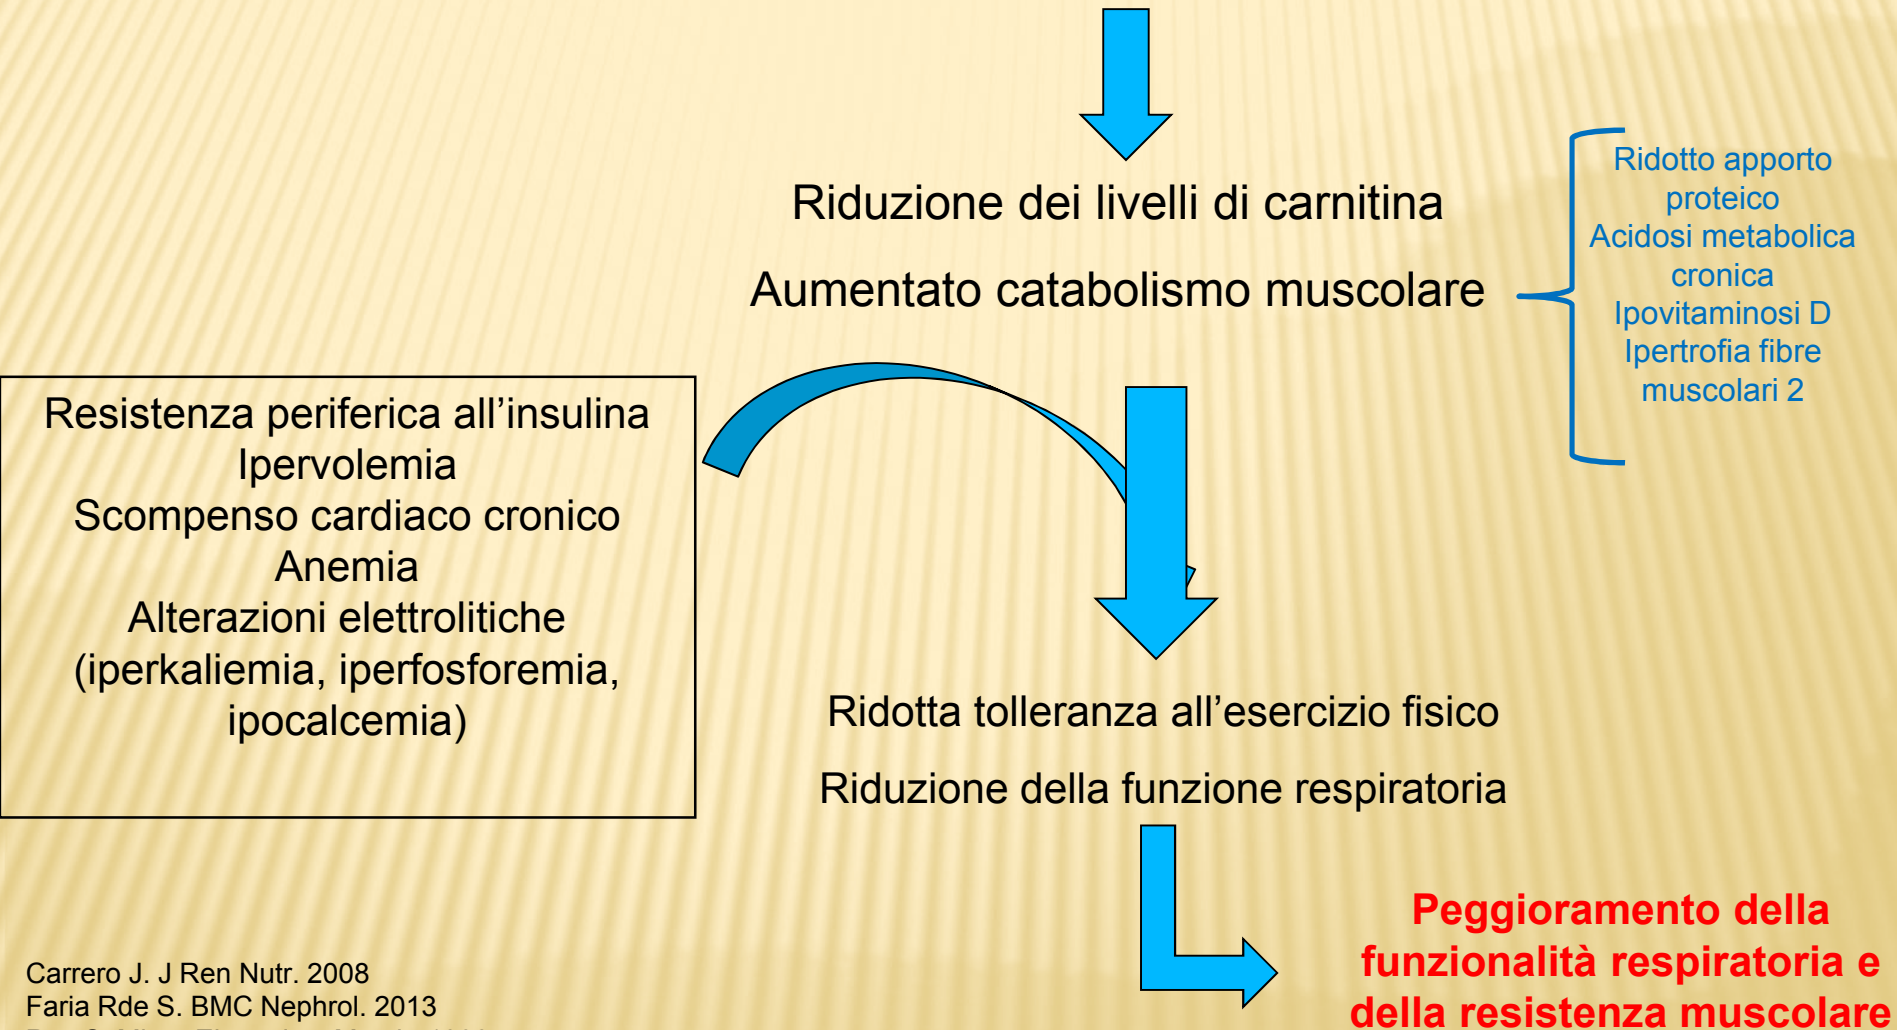 Riduzione dei livelli di carnitina
Aumentato catabolismo muscolare
Ridotto apporto
proteico
Acidosi metabolica
cronica
Ipovitaminosi D
Ipertrofia fibre
muscolari 2
Resistenza periferica all’insulina
Ipervolemia
Scompenso cardiaco cronico
Anemia
Alterazioni elettrolitiche
(iperkaliemia, iperfosforemia,
ipocalcemia)
Ridotta tolleranza all’esercizio fisico
Riduzione della funzione respiratoria
Peggioramento della
funzionalità respiratoria e
della resistenza muscolare
Carrero J. J Ren Nutr. 2008
Faria Rde S. BMC Nephrol. 2013